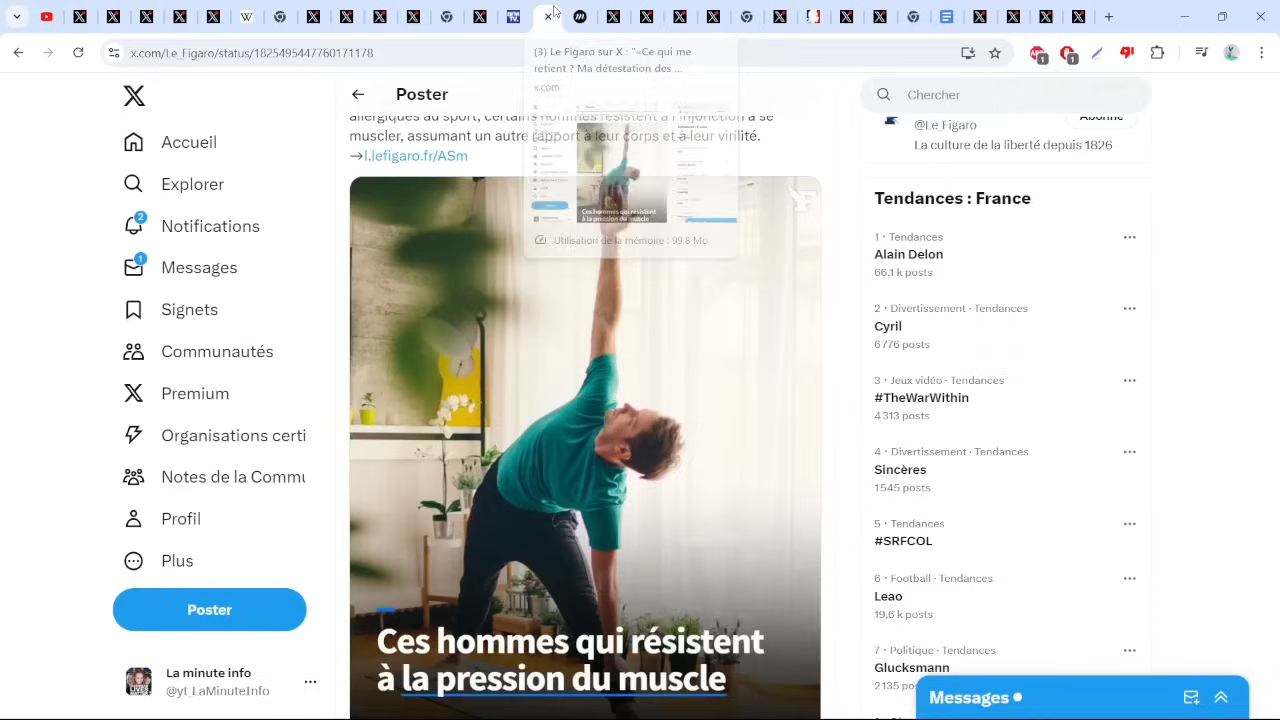 x.com/Le_Figaro/status/1825495447760171178
1
1
(3) Le Figaro sur X : "«Ce qui me
retient ? Ma détestation des ...
x.com
Utilisation de la mémoire : 99,8 Mo
Accueil
Explorer
2
1
Messages
Signets
Communautés
Premium
Organisations certi
Notes de la Commu
Profil
Plus
Poster
La minute info
@yt_LaMinuteInfo
Poster
allergiques au sport, certains hommes résistent à l'injonction à se
muscler, assumant un autre rapport à leur corps et à leur virilité.
→l.lefigaro.fr/ASm
Ces hommes qui résistent
à la pression du muscle
Chercher
@Le_Figaro
Abonné
La culture de la liberté depuis 1826.
Tendances : France
1 · Tendances
Alain Delon
66,1 k posts
2 · Divertissement · Tendances
Cyril
6 776 posts
3 · Jeux vidéo · Tendances
#TheWarWithin
4 313 posts
4 · Divertissement · Tendances
Sincères
1 545 posts
5 · Tendances
#SRFCOL
6 · Football · Tendances
Leao
19,6 k posts
7 · Politique · Tendances
Glucksmann
Messages